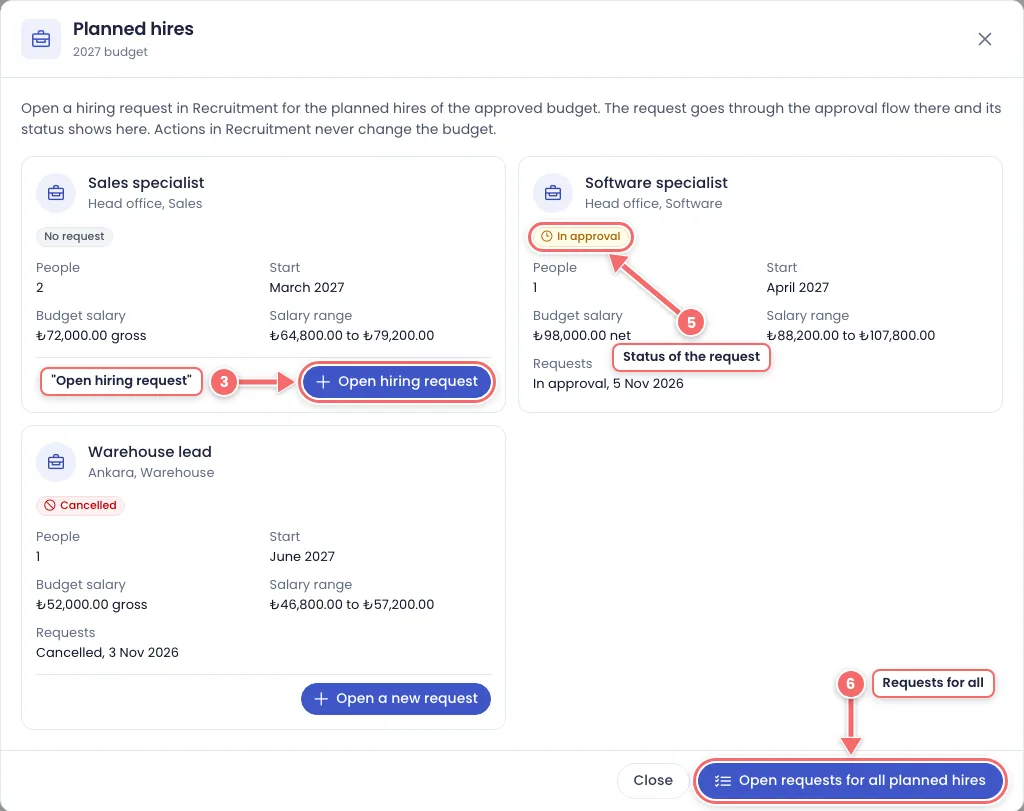 Planned hires
2027 budget
Open a hiring request in Recruitment for the planned hires of the approved budget. The request goes through the approval flow there and its
status shows here. Actions in Recruitment never change the budget.
Sales specialist
Head office, Sales
No request
People
2
Start
March 2027
Budget salary
₺72,000.00 gross
Salary range
₺64,800.00 to ₺79,200.00
"Open hiring request"
3
Open hiring request
Software specialist
Head office, Software
In approval
People
1
Start
April 2027
5
Budget salary
₺98,000.00 net
Salary range
₺88,200.00 to ₺107,800.00
Status of the request
Requests
In approval, 5 Nov 2026
Warehouse lead
Ankara, Warehouse
Cancelled
People
1
Start
June 2027
Budget salary
₺52,000.00 gross
Salary range
₺46,800.00 to ₺57,200.00
Requests
Cancelled, 3 Nov 2026
Open a new request
6
Requests for all
Close
Open requests for all planned hires